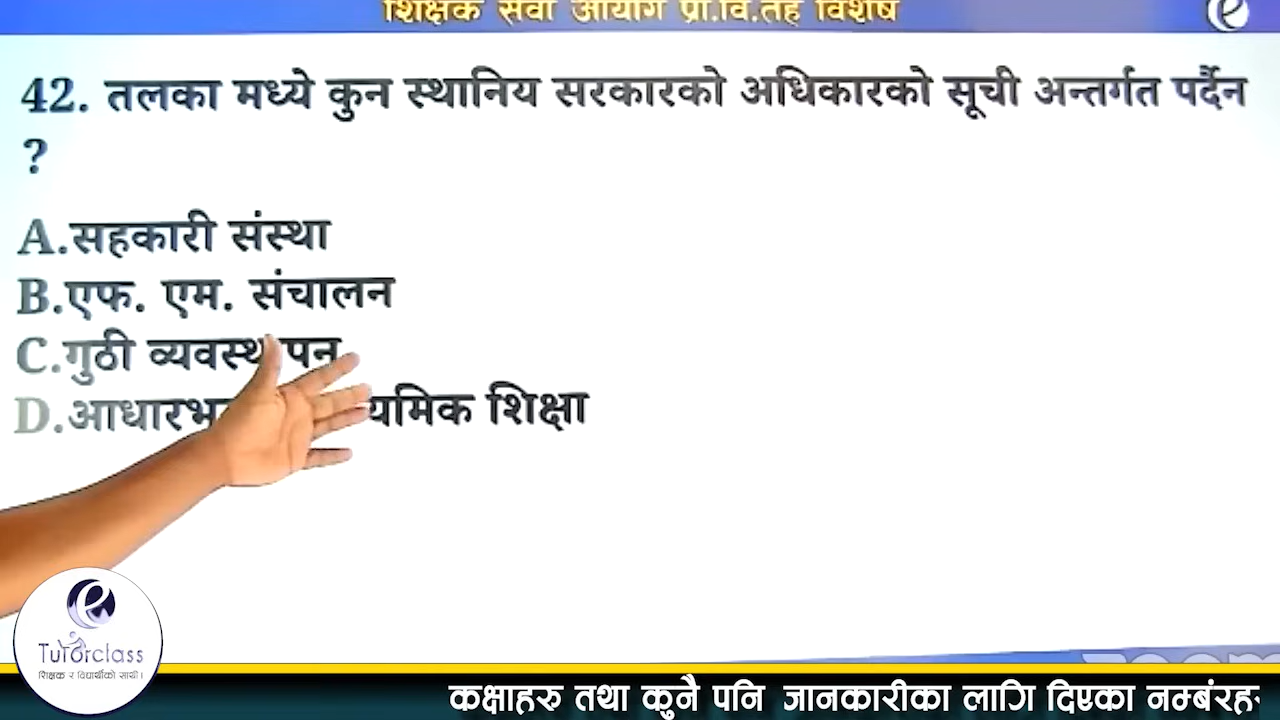 शिक्षक सेवा आयोग प्रा.वि.तह विशेष
42. तलका मध्ये कुन स्थानिय सरकारको अधिकारको सूची अन्तर्गत पर्दैन
?
A.सहकारी संस्था
B.एफ. एम. संचालन
C.गुठी व्यवस्थापन
D.आधारभ यमिक शिक्षा
Tutorclass
शिक्षक र विद्यार्थीको साथी।
कक्षाहरु तथा कुनै पनि जानकारीका लागि दिएका नम्बंरहरु